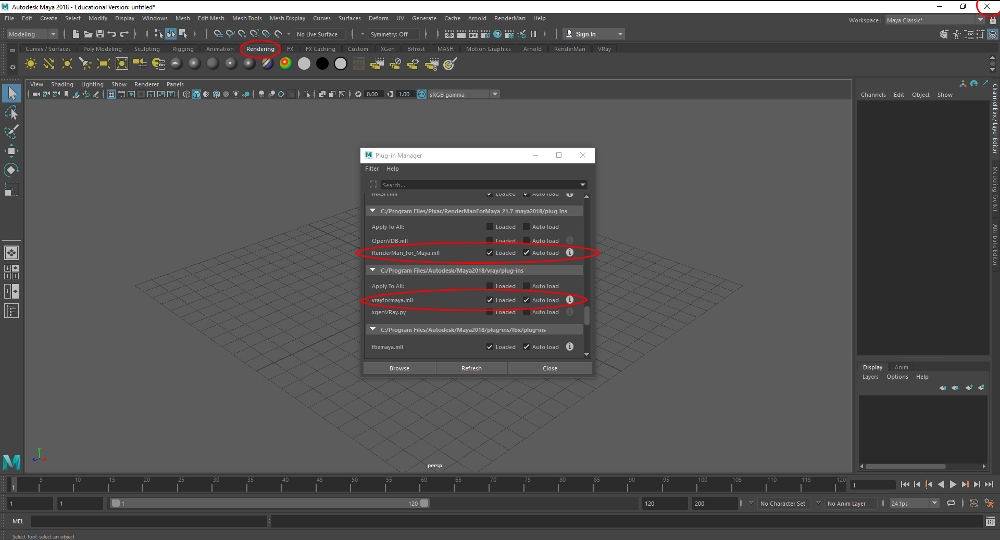 Autodesk Maya 2018 - Educational Version: untitled*
File Edit Create Select Modify Display Windows Mesh Edit Mesh Mesh Tools Mesh Display Curves Surfaces Deform UV Generate Cache Arnold RenderMan Help
Workspace : Maya Classic*
Modeling No Live Surface Symmetry: Off IPR Sign In
Curves / Surfaces Poly Modeling Sculpting Rigging Animation Rendering FX FX Caching Custom XGen Bifrost MASH Motion Graphics Arnold RenderMan VRay
View Shading Lighting Show Renderer Panels
0.00 1.00 ON sRGB gamma
Channels Edit Object Show
Channel Box / Layer Editor
Modeling Toolkit
Attribute Editor
Plug-in Manager
Filter Help
Search...
MASH.mll Loaded Auto load
C:/Program Files/Pixar/RenderManForMaya-21.7-maya2018/plug-ins
Apply To All: Loaded Auto load
OpenVDB.mll Loaded Auto load
RenderMan_for_Maya.mll Loaded Auto load
C:/Program Files/Autodesk/Maya2018/vray/plug-ins
Apply To All: Loaded Auto load
vrayformaya.mll Loaded Auto load
xgenVRay.py Loaded Auto load
C:/Program Files/Autodesk/Maya2018/plug-ins/fbx/plug-ins
fbxmaya.mll Loaded Auto load
Browse Refresh Close
Display Anim
Layers Options Help
y
z x
persp
5 10 15 20 25 30 35 40 45 50 55 60 65 70 75 80 85 90 95 100 105 110 115 120
1 1
1 1 1 120 120 200 No Character Set No Anim Layer 24 fps
MEL
Select Tool: select an object